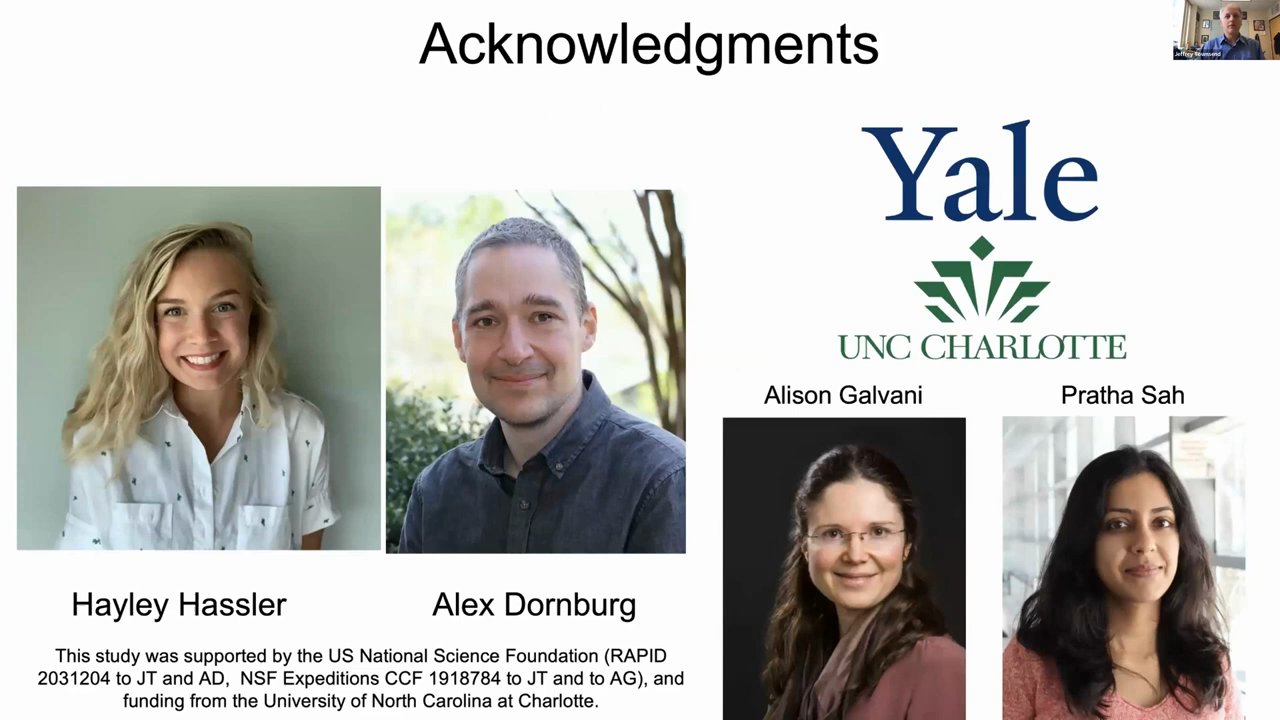 Acknowledgments
Jeffrey Townsend
Yale
UNC CHARLOTTE
Alison Galvani
Pratha Sah
Hayley Hassler
Alex Dornburg
This study was supported by the US National Science Foundation (RAPID
2031204 to JT and AD, NSF Expeditions CCF 1918784 to JT and to AG), and
funding from the University of North Carolina at Charlotte.